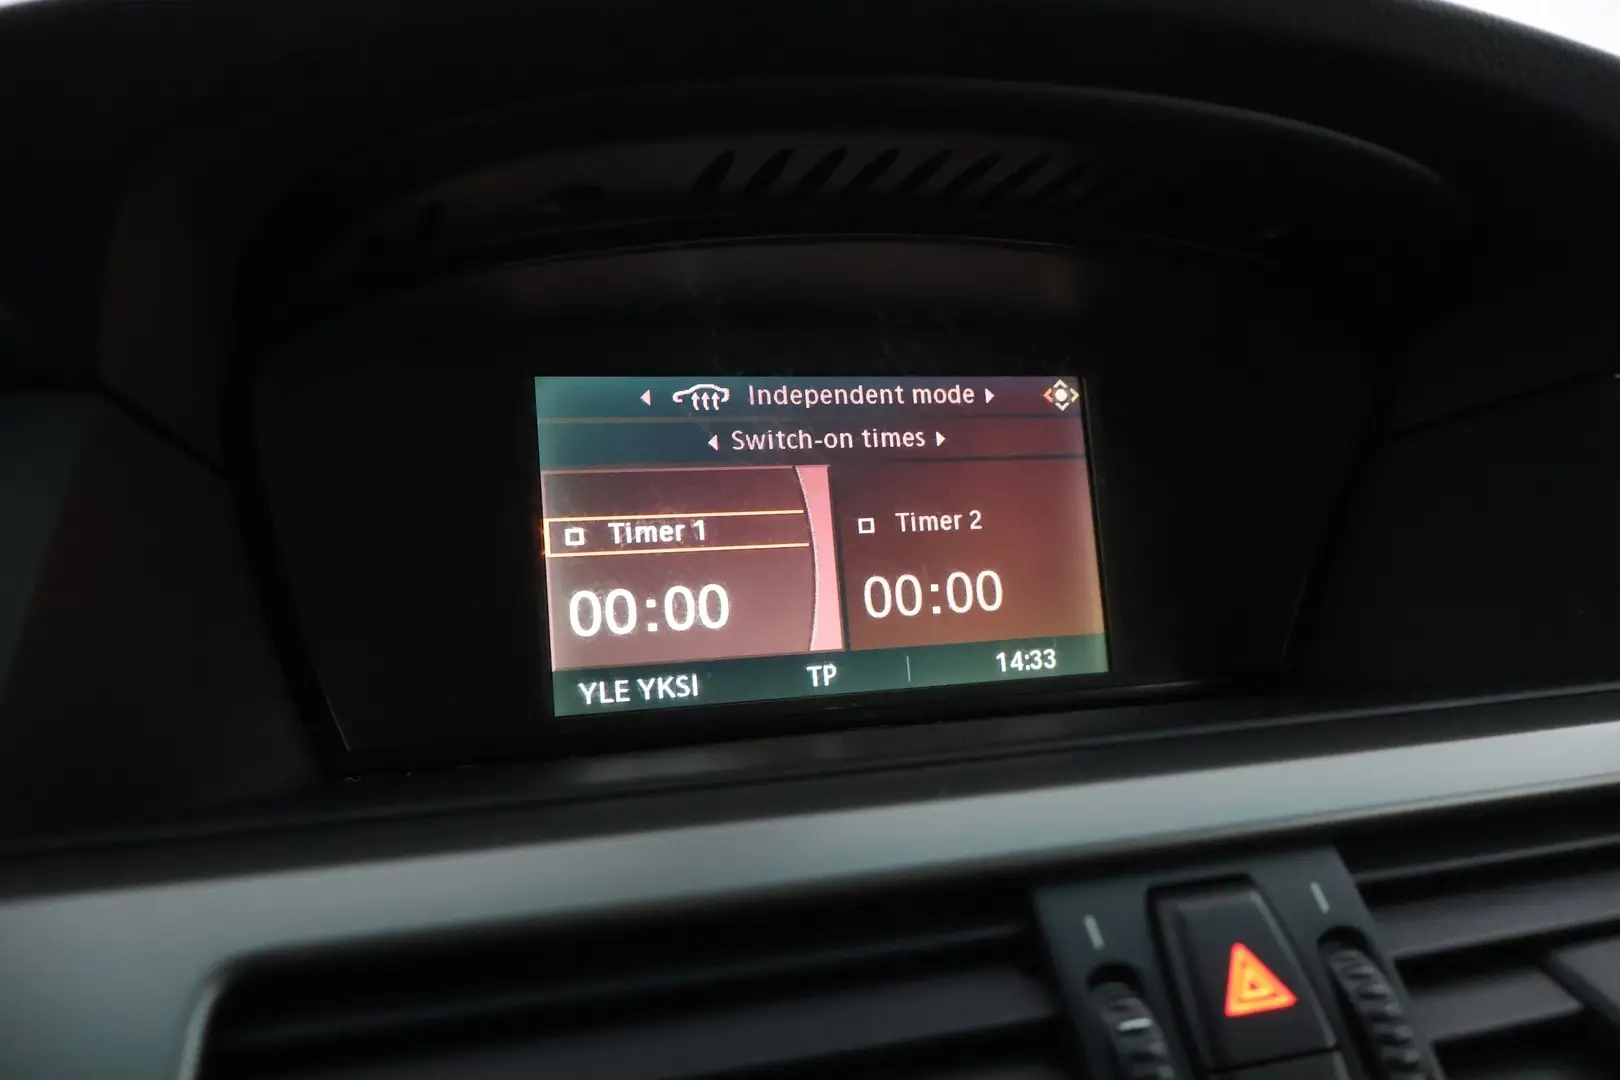 Independent mode
Switch-on times
Timer 1
Timer 2
00:00
00:00
YLE YKSI TP 14:33